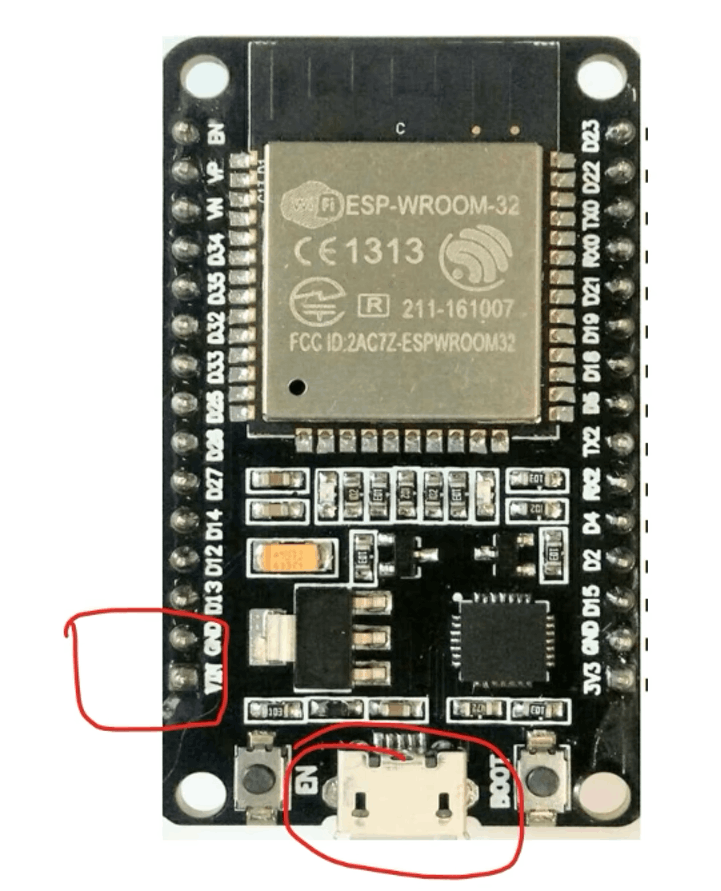 EN
VP
VN
D34
D35
D32
D33
D25
D26
D27
D14
D12
D13
GND
VIN
C
Wi Fi ESP-WROOM-32
CE 1313
R 211-161007
FCC ID:2AC7Z-ESPWROOM32
D23
D22
TX0
RX0
D21
D19
D18
D5
TX2
RX2
D4
D2
D15
GND
3V3
EN
BOOT